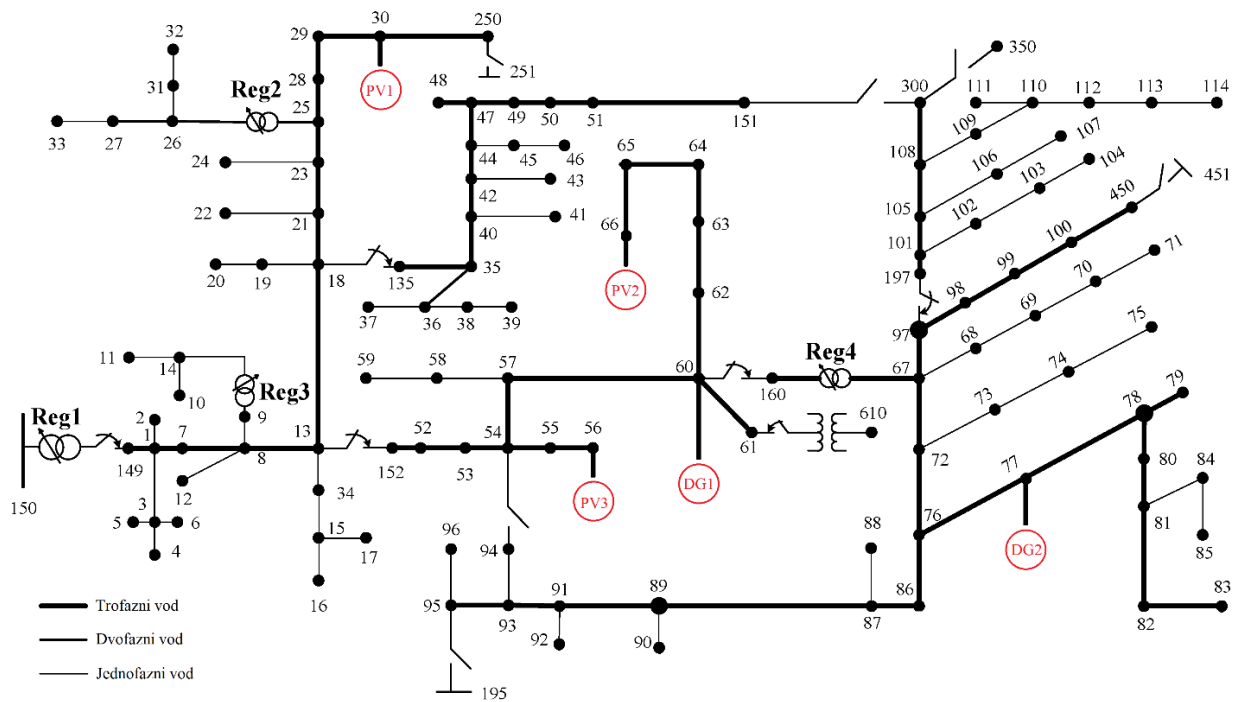 32 29 30 250 350
48 251 300 111 110 112 113 114
Reg2 31 28 PV1 47 49 50 51 151
25 109 107
33 27 26 44 45 46 65 64 108 106 104
24 23 42 43 103
22 21 40 41 63 105 102 450 451
66 101 100 71
20 19 18 135 35 PV2 62 197 99 70
98 69
37 36 38 39 97 68 75
11 14 59 58 57 60 Reg4 67 74
10 160 73 79
Reg3 78
Reg1 2 9 610
1 7 13 54 61 72 80 84
149 8 152 52 53 55 56 77
12 34 DG1 81
150 3 PV3 76 85
5 6 15 17 96 94 88 DG2
4
16 91 89 86 83
95 93 87 82
92 90
195
Trofazni vod
Dvofazni vod
Jednofazni vod